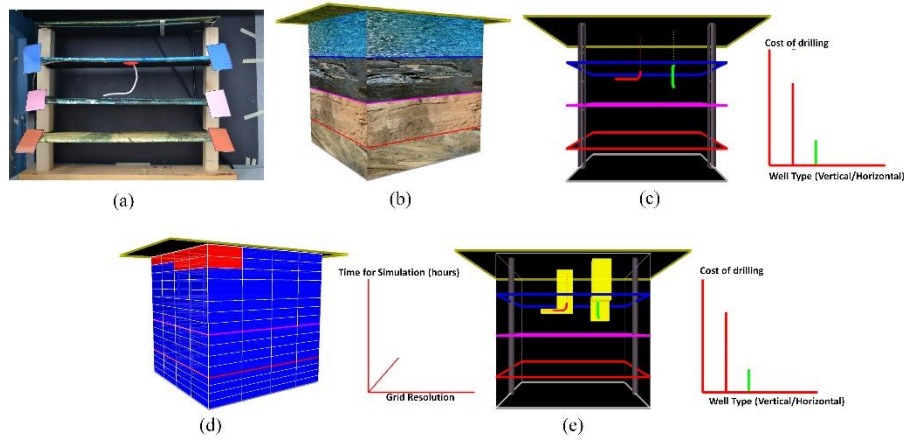 Cost of drilling
Well Type (Vertical/Horizontal)
(a)
(b)
(c)
Time for Simulation (hours)
Grid Resolution
Cost of drilling
Well Type (Vertical/Horizontal)
(d)
(e)